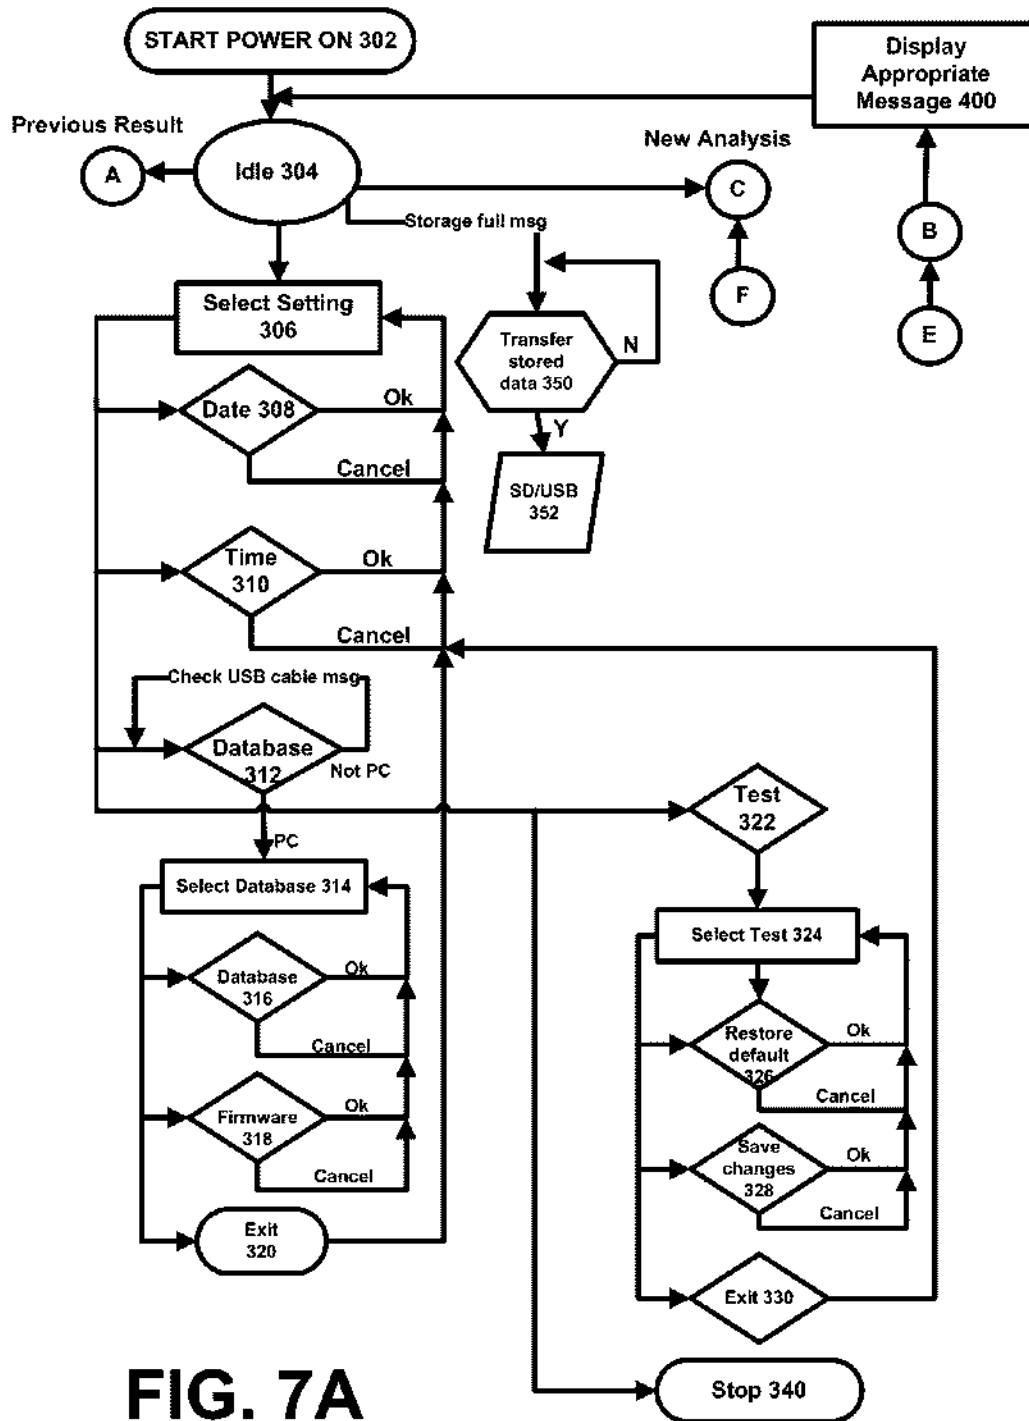 START POWER ON 302
Display
Appropriate
Message 400
Previous Result
A
Idle 304
New Analysis
C
Storage full msg
B
F
E
Select Setting
306
Transfer
stored
data 350
N
Y
SD/USB
352
Date 308
Ok
Cancel
Time
310
Ok
Cancel
Check USB cable msg
Database
312
Not PC
PC
Test
322
Select Database 314
Select Test 324
Database
316
Ok
Cancel
Restore
default
326
Ok
Cancel
Firmware
318
Ok
Cancel
Save
changes
328
Ok
Cancel
Exit
320
Exit 330
Stop 340
FIG. 7A